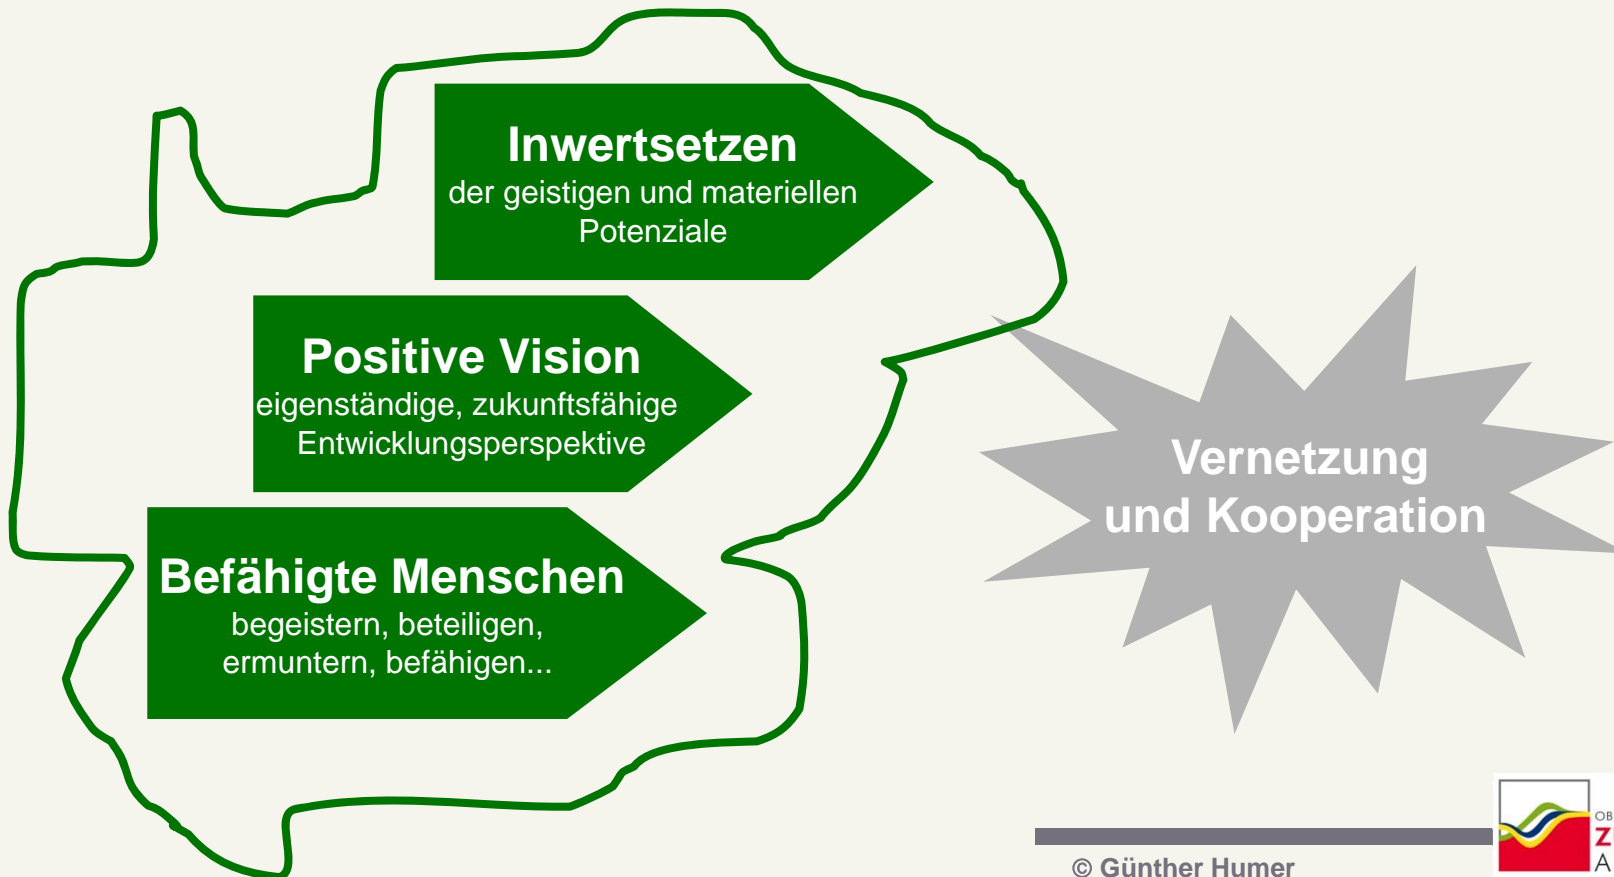 Inwertsetzen
der geistigen und materiellen
Potenziale
Positive Vision
eigenständige, zukunftsfähige
Entwicklungsperspektive
Befähigte Menschen
begeistern, beteiligen,
ermuntern, befähigen...
Vernetzung
und Kooperation
© Günther Humer